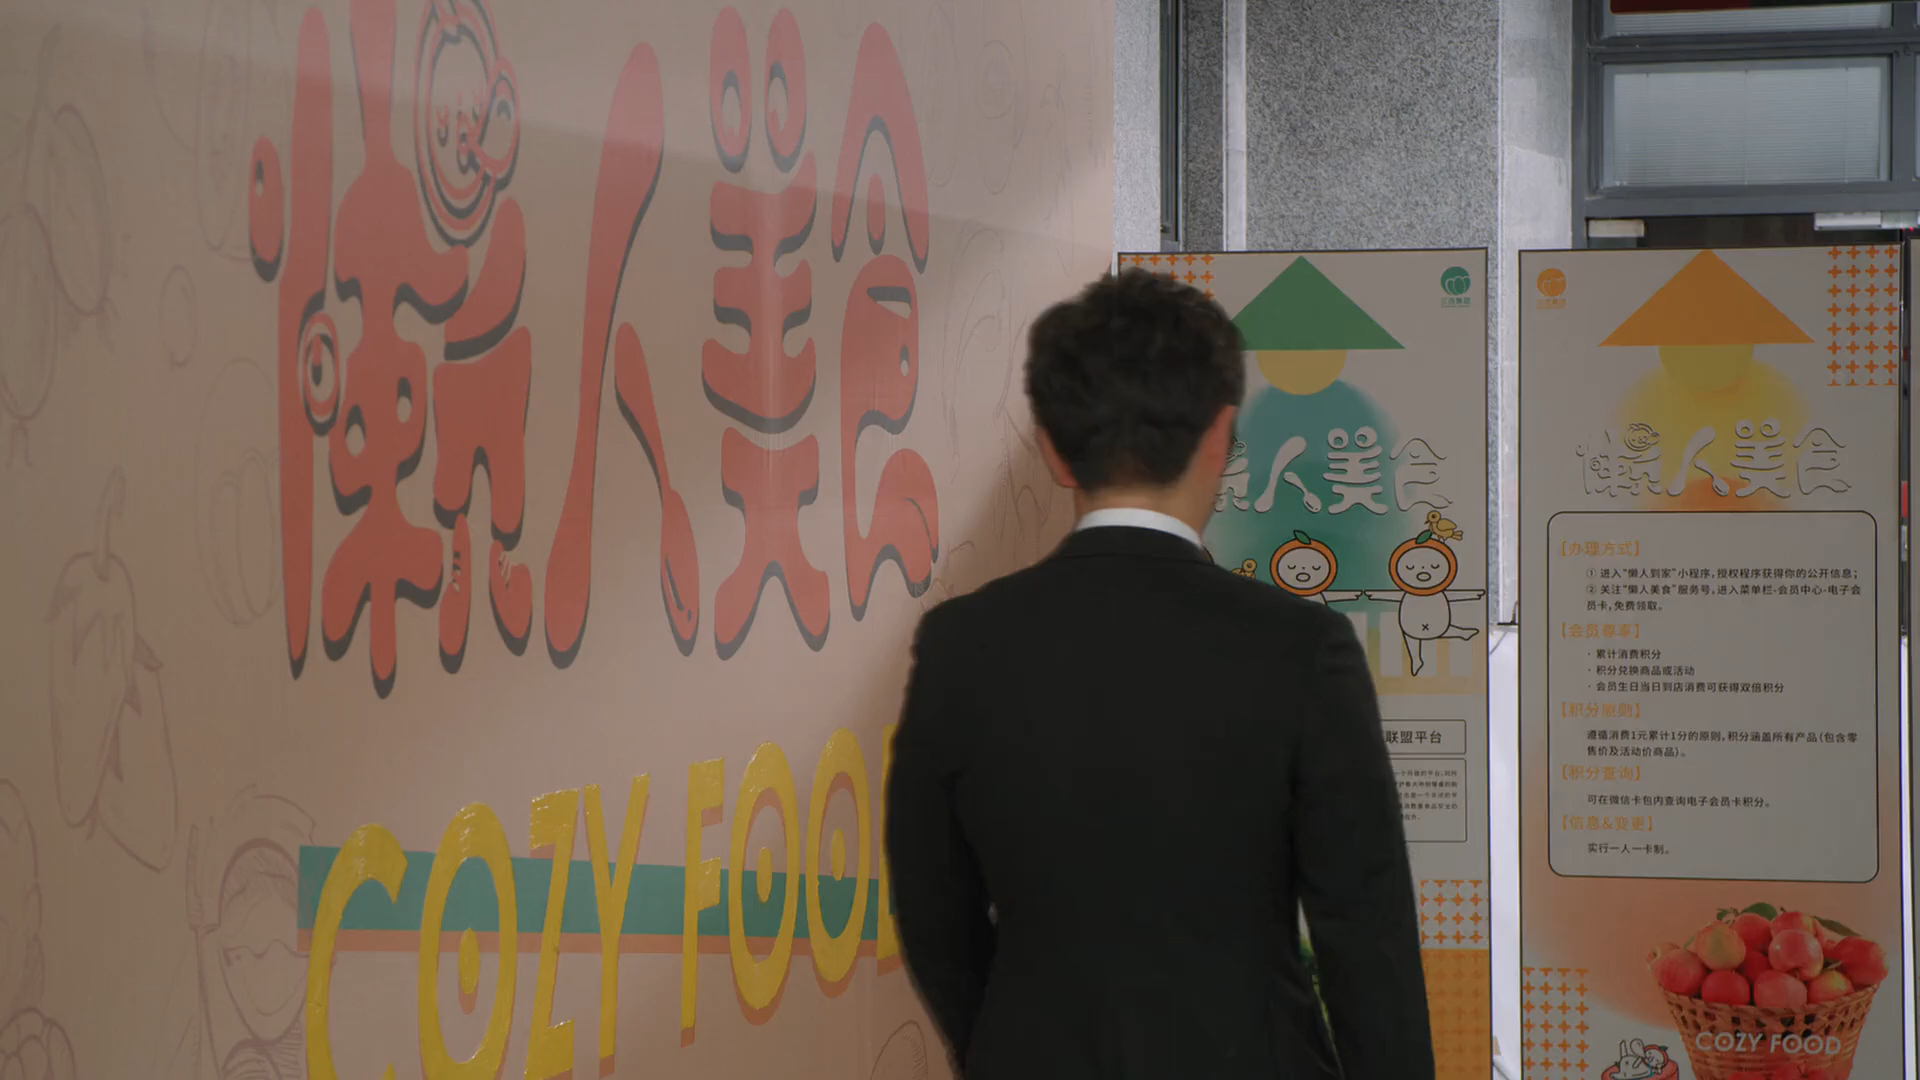 懒人美食
COZY FOO
懒人美食
联盟平台
懒人美食
【办理方式】
① 进入“懒人到家”小程序,授权程序获得你的公开信息;
② 关注“懒人美食”服务号,进入菜单栏-会员中心-电子会
员卡,免费领取。
【会员尊享】
· 累计消费积分
· 积分兑换商品或活动
· 会员生日当日到店消费可获得双倍积分
【积分原则】
遵循消费1元累计1分的原则,积分涵盖所有产品(包含零
售价及活动价商品)。
【积分查询】
可在微信卡包内查询电子会员卡积分。
【信息&变更】
实行一人一卡制。
COZY FOOD